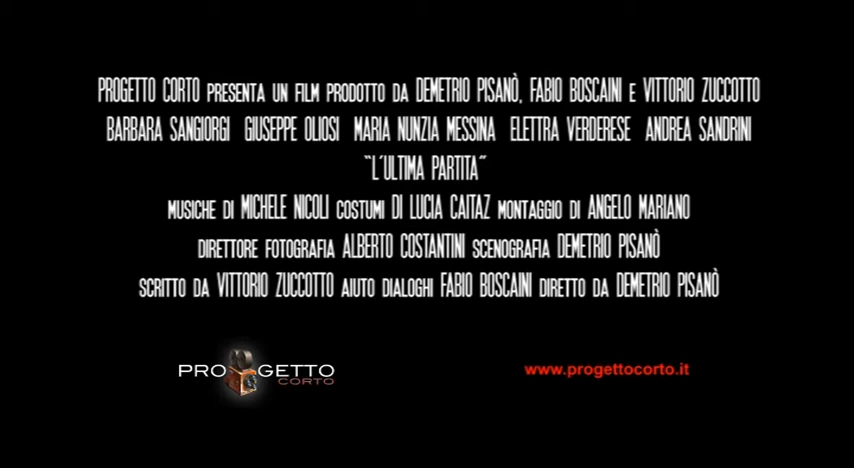 PROGETTO CORTO PRESENTA UN FILM PRODOTTO DA DEMETRIO PISANÒ, FABIO BOSCAINI E VITTORIO ZUCCOTTO
BARBARA SANGIORGI GIUSEPPE OLIOSI MARIA NUNZIA MESSINA ELETTRA VERDERESE ANDREA SANDRINI
“L'ULTIMA PARTITA”
MUSICHE DI MICHELE NICOLI COSTUMI DI LUCIA CAITAZ MONTAGGIO DI ANGELO MARIANO
DIRETTORE FOTOGRAFIA ALBERTO COSTANTINI SCENOGRAFIA DEMETRIO PISANÒ
SCRITTO DA VITTORIO ZUCCOTTO AIUTO DIALOGHI FABIO BOSCAINI DIRETTO DA DEMETRIO PISANÒ
PROGETTO
CORTO
www.progettocorto.it